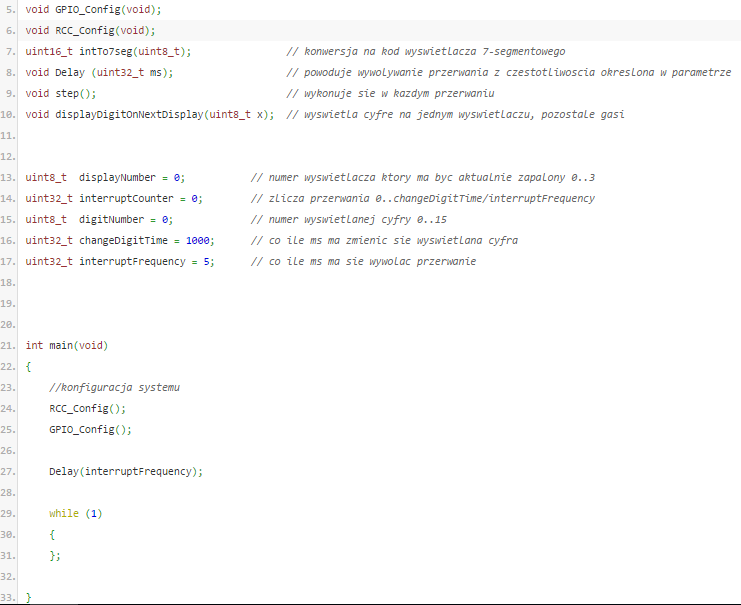 5. void GPIO_Config(void);
6. void RCC_Config(void);
7. uint16_t intTo7seg(uint8_t); // konwersja na kod wyswietlacza 7-segmentowego
8. void Delay (uint32_t ms); // powoduje wywolywanie przerwania z czestotliwoscia okreslona w parametrze
9. void step(); // wykonuje sie w kazdym przerwaniu
10. void displayDigitOnNextDisplay(uint8_t x); // wyswietla cyfre na jednym wyswietlaczu, pozostale gasi
11.
12.
13. uint8_t displayNumber = 0; // numer wyswietlacza ktory ma byc aktualnie zapalony 0..3
14. uint32_t interruptCounter = 0; // zlicza przerwania 0..changeDigitTime/interruptFrequency
15. uint8_t digitNumber = 0; // numer wyswietlanej cyfry 0..15
16. uint32_t changeDigitTime = 1000; // co ile ms ma zmienic sie wyswietlana cyfra
17. uint32_t interruptFrequency = 5; // co ile ms ma sie wywolac przerwanie
18.
19.
20.
21. int main(void)
22. {
23. //konfiguracja systemu
24. RCC_Config();
25. GPIO_Config();
26.
27. Delay(interruptFrequency);
28.
29. while (1)
30. {
31. };
32.
33. }